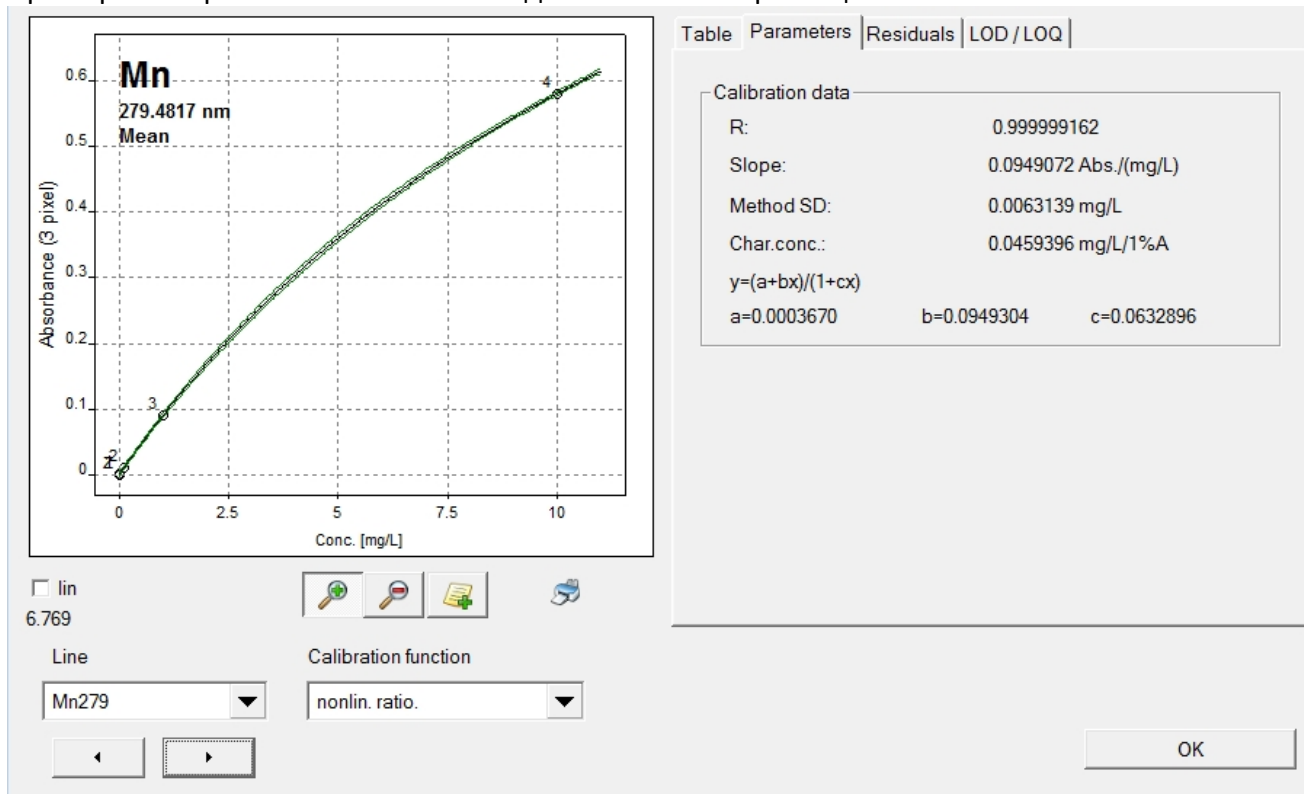 Mn
279.4817 nm
Mean
Absorbance (3 pixel)
0.6
0.5
0.4
0.3
0.2
0.1
0
2
3
4
0 2.5 5 7.5 10
Conc. [mg/L]
lin
6.769
Line
Mn279
Calibration function
nonlin. ratio.
Table Parameters Residuals LOD / LOQ
Calibration data
R: 0.999999162
Slope: 0.0949072 Abs./(mg/L)
Method SD: 0.0063139 mg/L
Char.conc.: 0.0459396 mg/L/1%A
y=(a+bx)/(1+cx)
a=0.0003670 b=0.0949304 c=0.0632896
OK